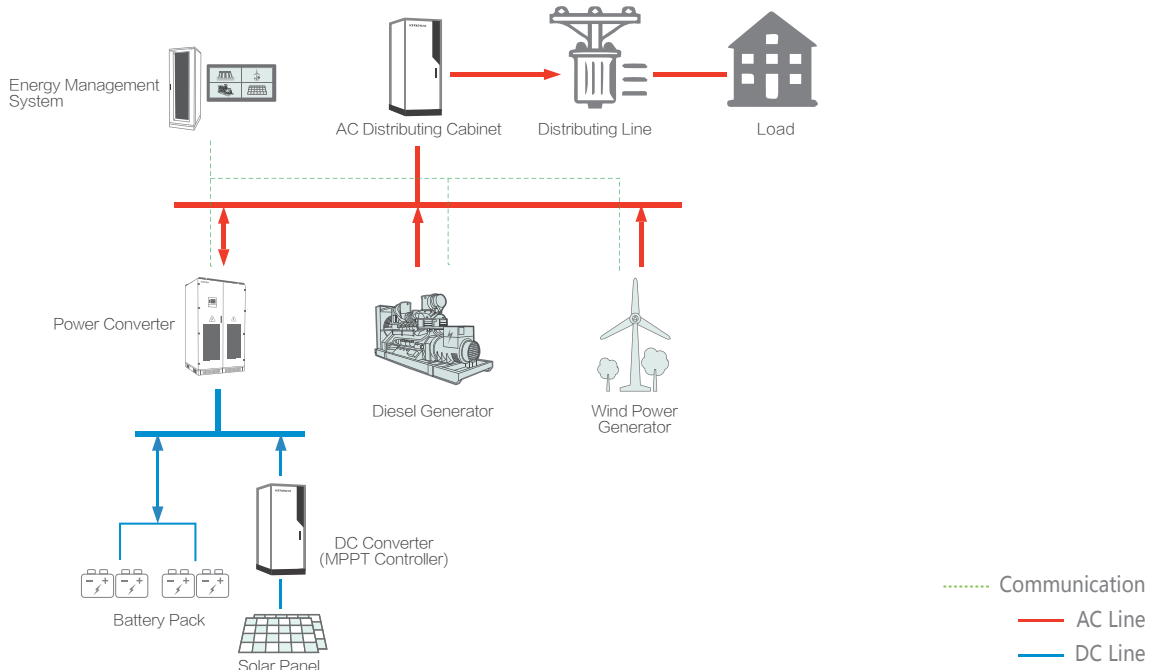 Energy Management
System
AC Distributing Cabinet
Distributing Line
Load
Power Converter
Diesel Generator
Wind Power
Generator
DC Converter
(MPPT Controller)
Battery Pack
Solar Panel
Communication
AC Line
DC Line